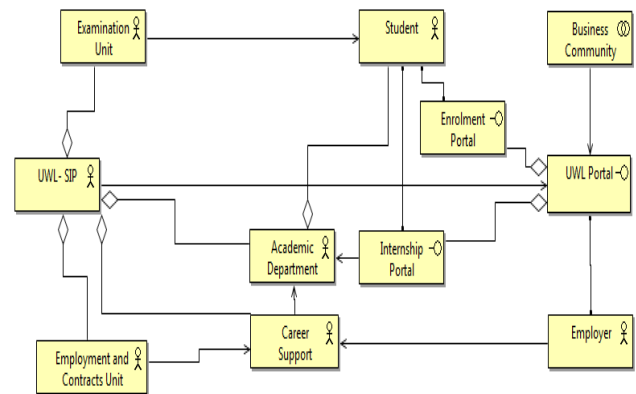 Examination
Unit
Student
Business
Community
Enrolment
Portal
UWL- SIP
UWL Portal
Academic
Department
Internship
Portal
Employment and
Contracts Unit
Career
Support
Employer